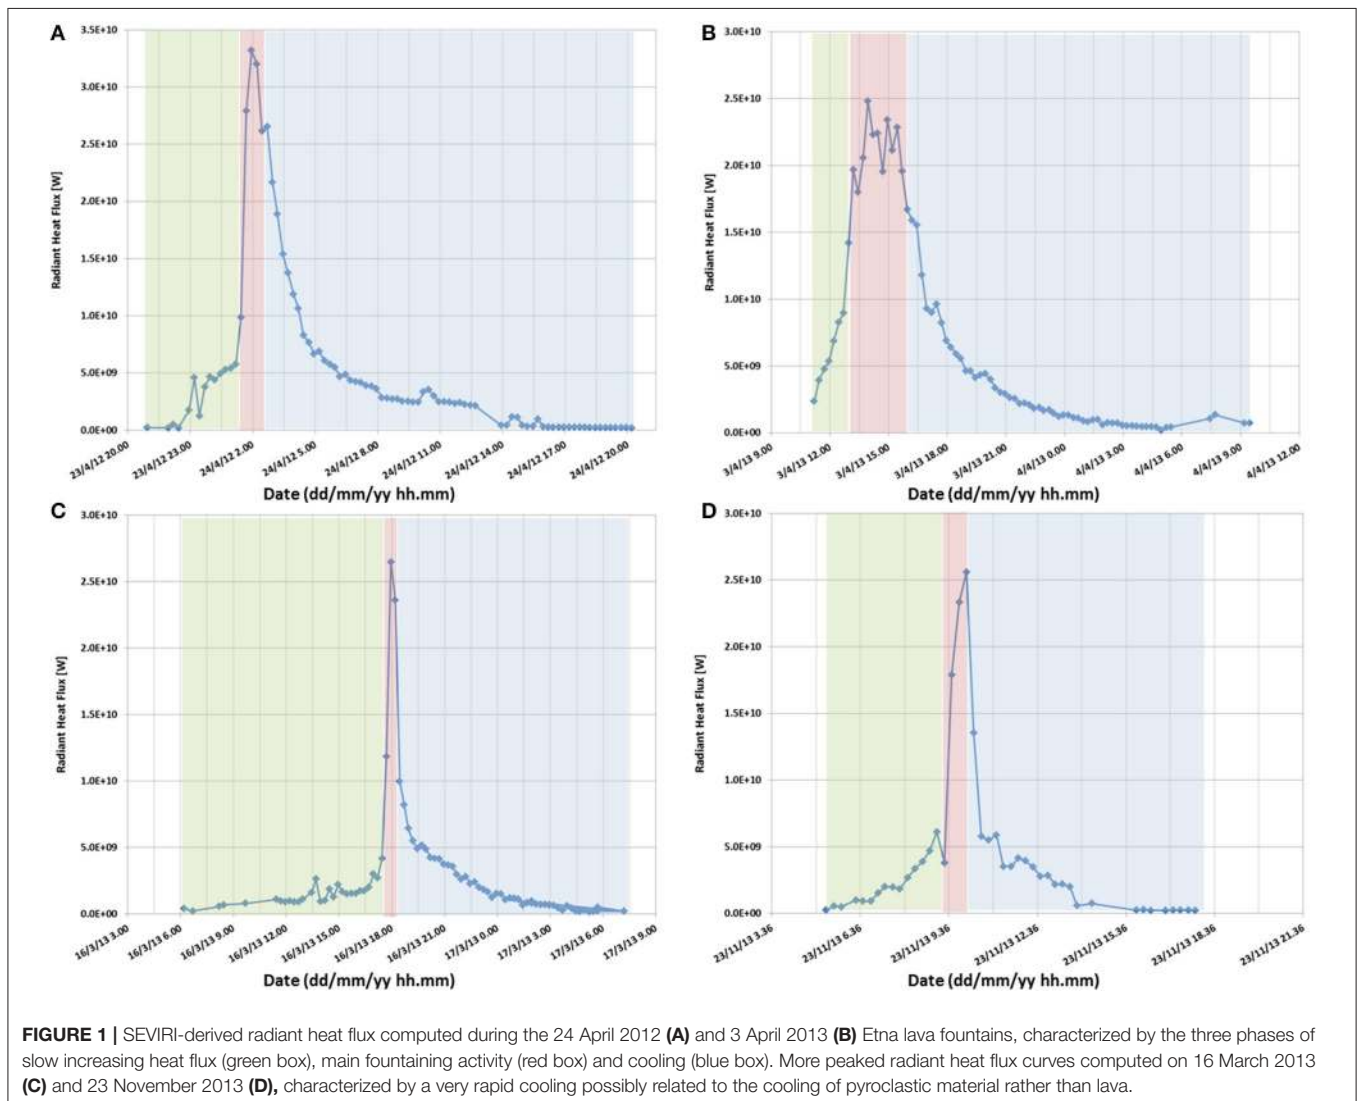 A
3.5E+10
3.0E+10
2.5E+10
2.0E+10
1.5E+10
1.0E+10
5.0E+09
0.0E+00
Radiant Heat Flux [W]
23/4/12 20.00
23/4/12 23.00
24/4/12 2.00
24/4/12 5.00
24/4/12 8.00
24/4/12 11.00
24/4/12 14.00
24/4/12 17.00
24/4/12 20.00
Date (dd/mm/yy hh.mm)
B
3.0E+10
2.5E+10
2.0E+10
1.5E+10
1.0E+10
5.0E+09
0.0E+00
Radiant Heat Flux [W]
3/4/13 9.00
3/4/13 12.00
3/4/13 15.00
3/4/13 18.00
3/4/13 21.00
4/4/13 0.00
4/4/13 3.00
4/4/13 6.00
4/4/13 9.00
4/4/13 12.00
Date (dd/mm/yy hh.mm)
C
3.0E+10
2.5E+10
2.0E+10
1.5E+10
1.0E+10
5.0E+09
0.0E+00
Radiant Heat Flux [W]
16/3/13 3.00
16/3/13 6.00
16/3/13 9.00
16/3/13 12.00
16/3/13 15.00
16/3/13 18.00
16/3/13 21.00
17/3/13 0.00
17/3/13 3.00
17/3/13 6.00
17/3/13 9.00
Date (dd/mm/yy hh.mm)
D
3.0E+10
2.5E+10
2.0E+10
1.5E+10
1.0E+10
5.0E+09
0.0E+00
Radiant Heat Flux [W]
23/11/13 3.36
23/11/13 6.36
23/11/13 9.36
23/11/13 12.36
23/11/13 15.36
23/11/13 18.36
23/11/13 21.36
Date (dd/mm/yy hh.mm)
FIGURE 1 | SEVIRI-derived radiant heat flux computed during the 24 April 2012 (A) and 3 April 2013 (B) Etna lava fountains, characterized by the three phases of
slow increasing heat flux (green box), main fountaining activity (red box) and cooling (blue box). More peaked radiant heat flux curves computed on 16 March 2013
(C) and 23 November 2013 (D), characterized by a very rapid cooling possibly related to the cooling of pyroclastic material rather than lava.